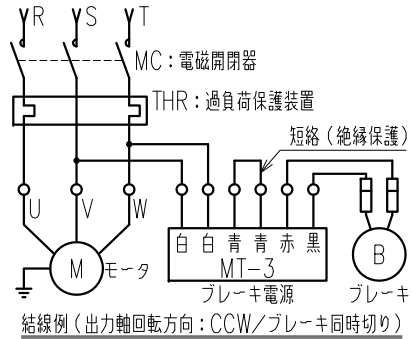 R S T
MC：電磁開閉器
THR：過負荷保護装置
短絡（絶縁保護）
U V W
白 白 青 青 赤 黒
M モータ
MT-3
B
ブレーキ電源
ブレーキ
結線例（出力軸回転方向：CCW／ブレーキ同時切り）